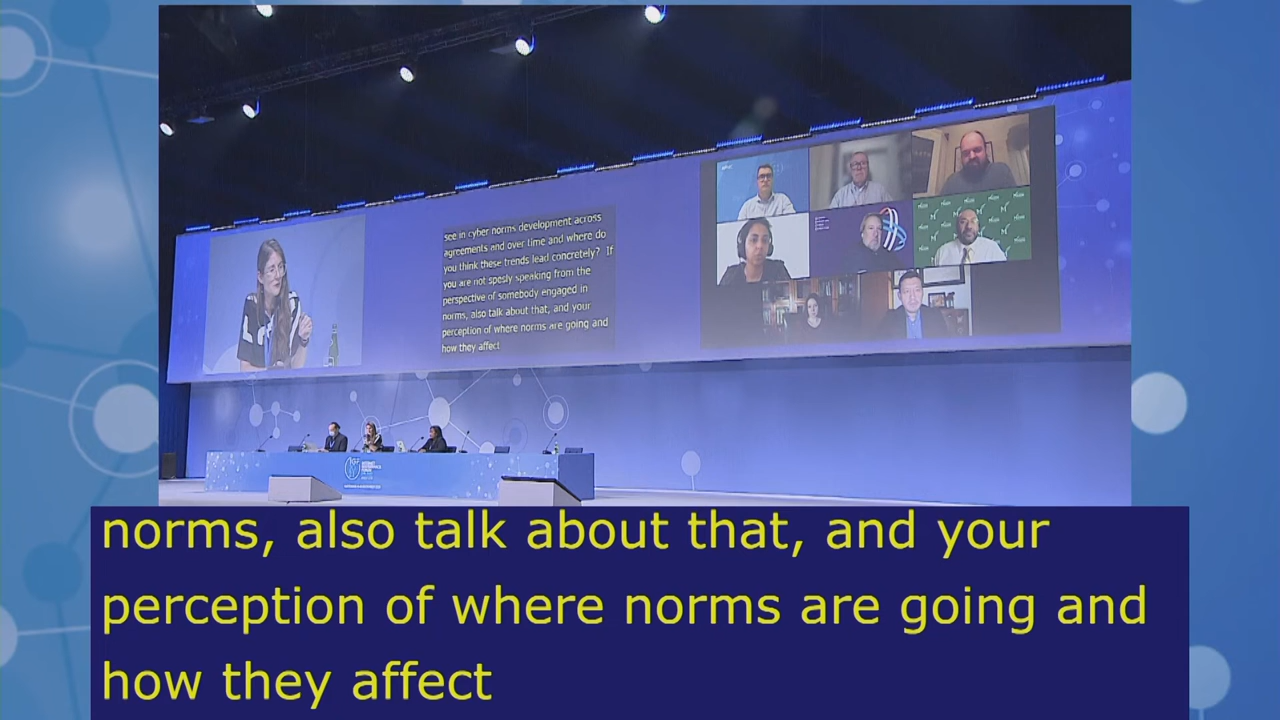 see in cyber norms development across
agreements and over time and where do
you think these trends lead concretely? If
you are not spesly speaking from the
perspective of somebody engaged in
norms, also talk about that, and your
perception of where norms are going and
how they affect
norms, also talk about that, and your
perception of where norms are going and
how they affect